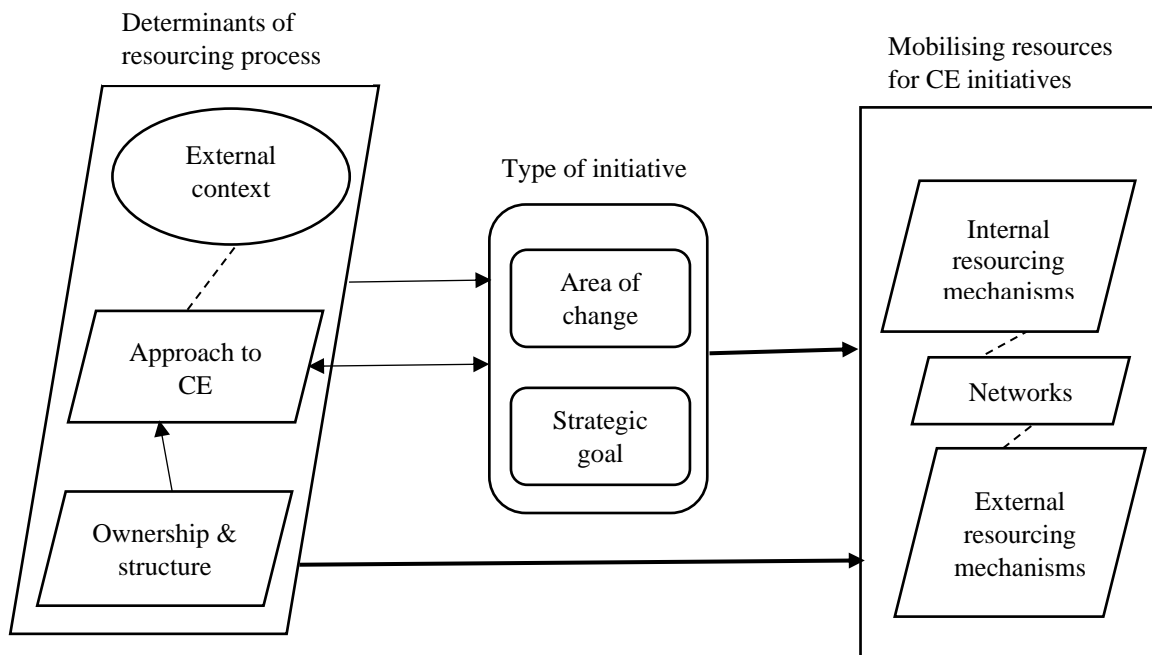 Determinants of
resourcing process
External
context
Approach to
CE
Ownership &
structure
Type of initiative
Area of
change
Strategic
goal
Mobilising resources
for CE initiatives
Internal
resourcing
mechanisms
Networks
External
resourcing
mechanisms